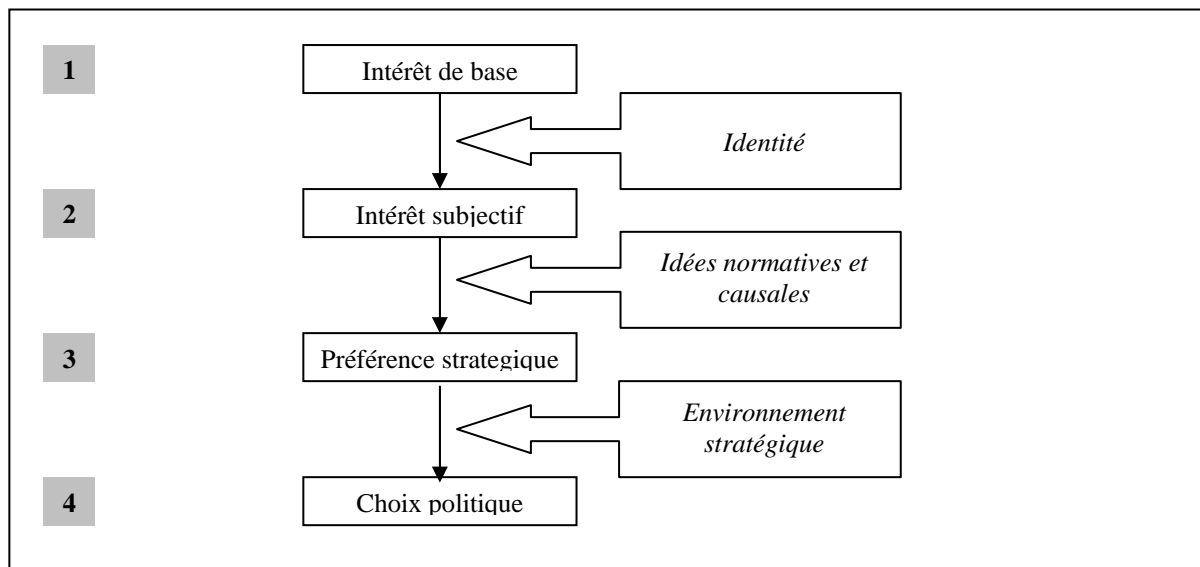 1
Intérêt de base
Identité
2
Intérêt subjectif
Idées normatives et
causales
3
Préférence strategique
Environnement
stratégique
4
Choix politique